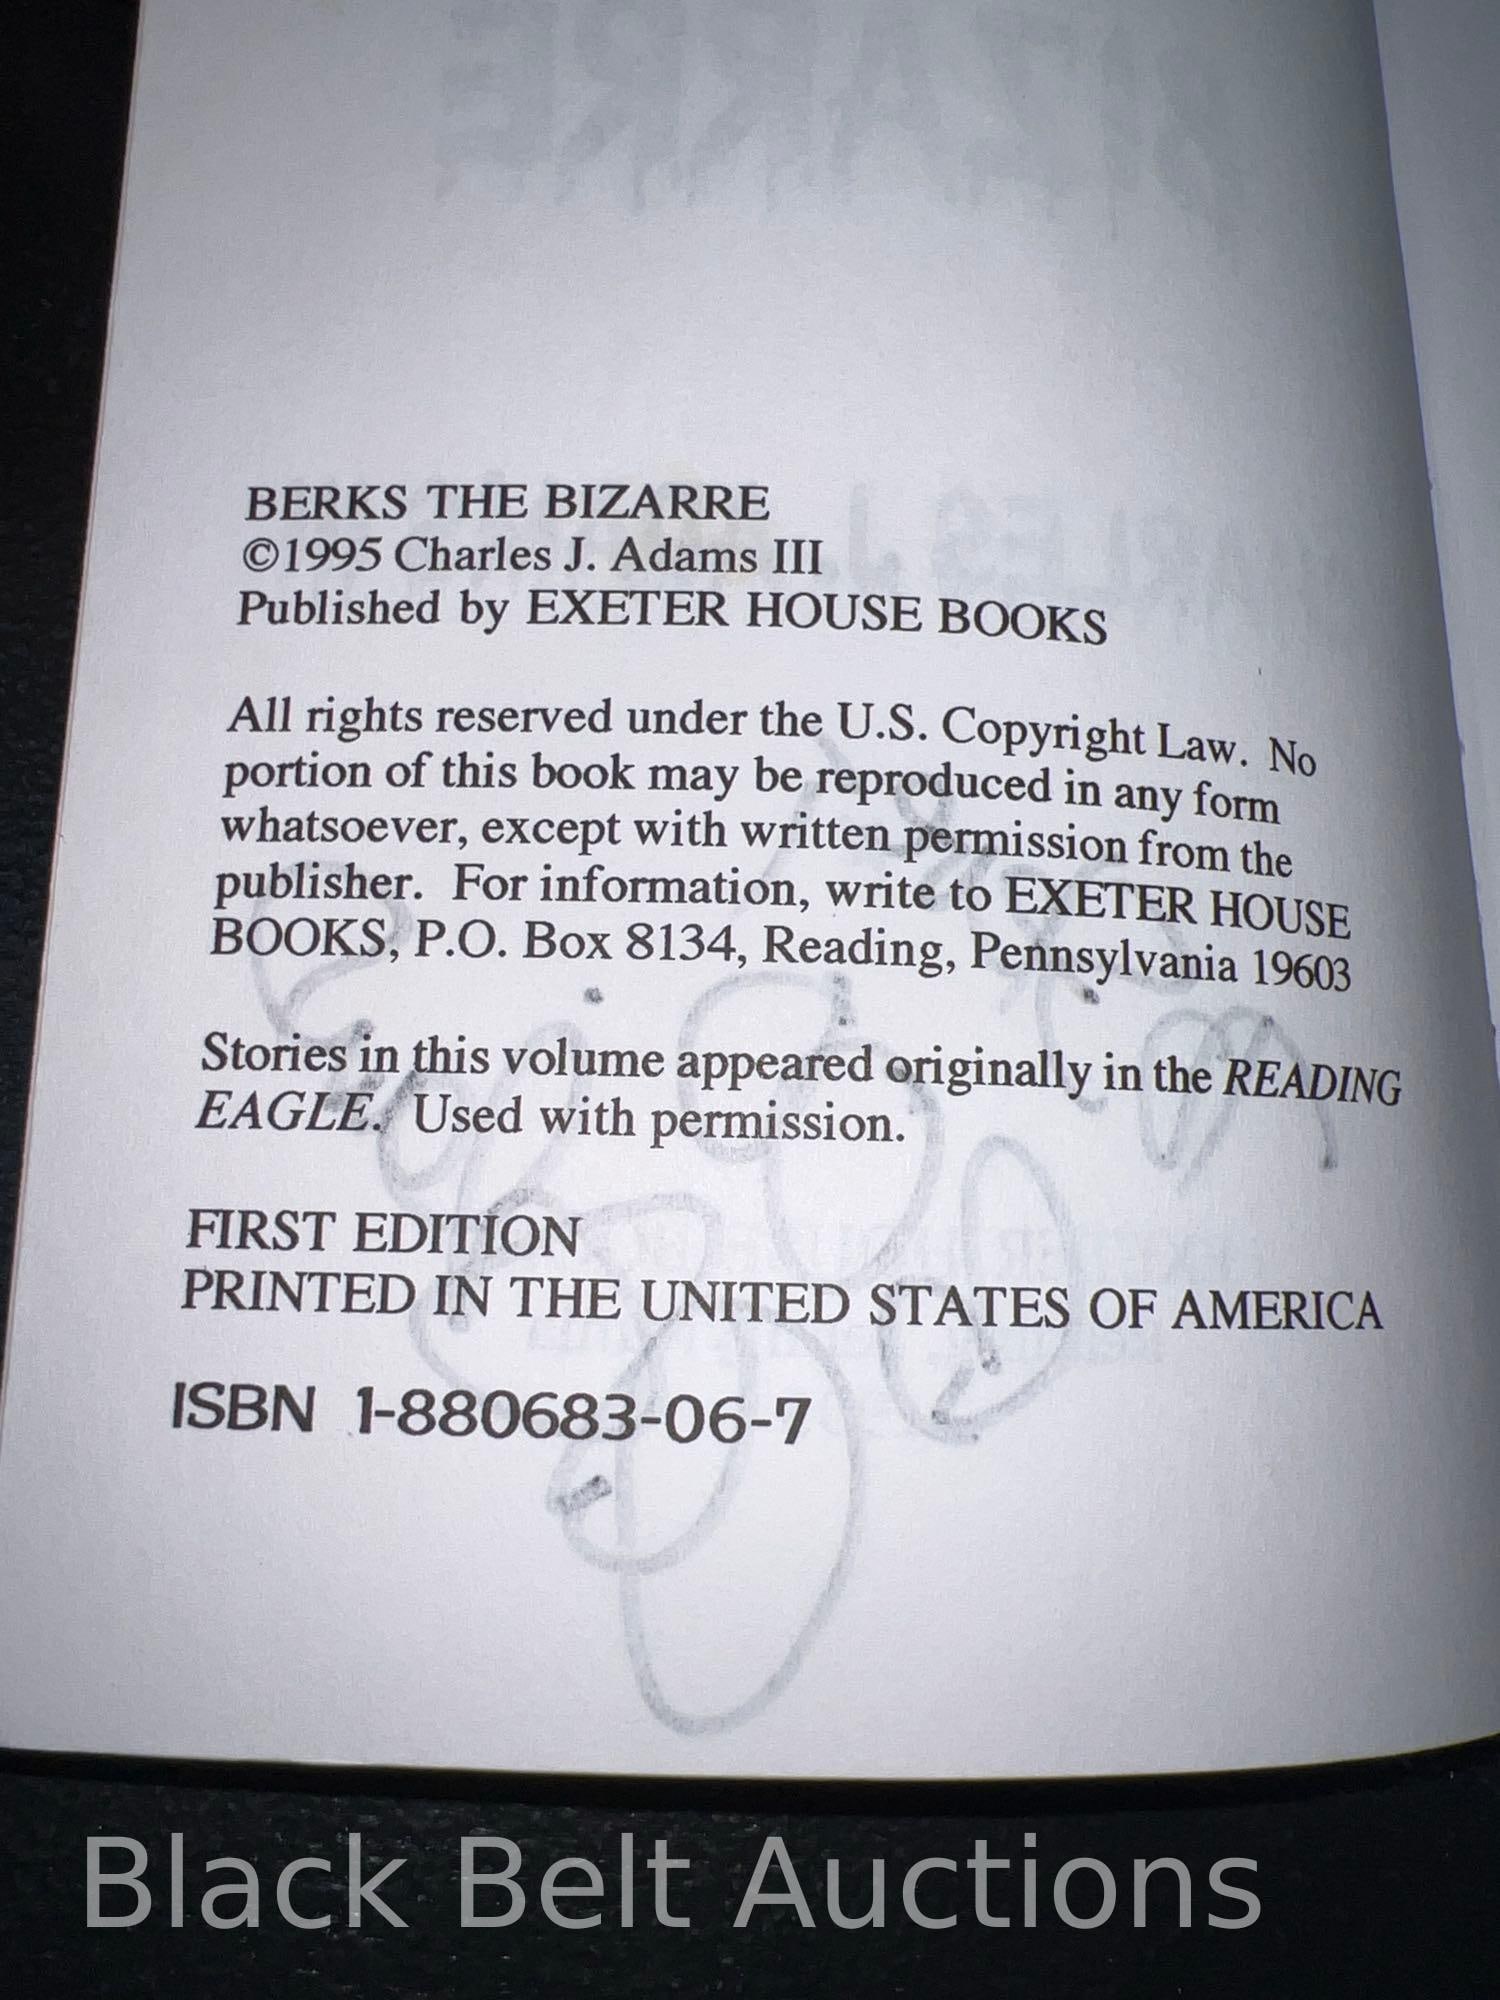 BERKS THE BIZARRE
©1995 Charles J. Adams III
Published by EXETER HOUSE BOOKS
All rights reserved under the U.S. Copyright Law. No
portion of this book may be reproduced in any form
whatsoever, except with written permission from the
publisher. For information, write to EXETER HOUSE
BOOKS, P.O. Box 8134, Reading, Pennsylvania 19603
Stories in this volume appeared originally in the READING
EAGLE. Used with permission.
FIRST EDITION
PRINTED IN THE UNITED STATES OF AMERICA
ISBN 1-880683-06-7
Black Belt Auctions